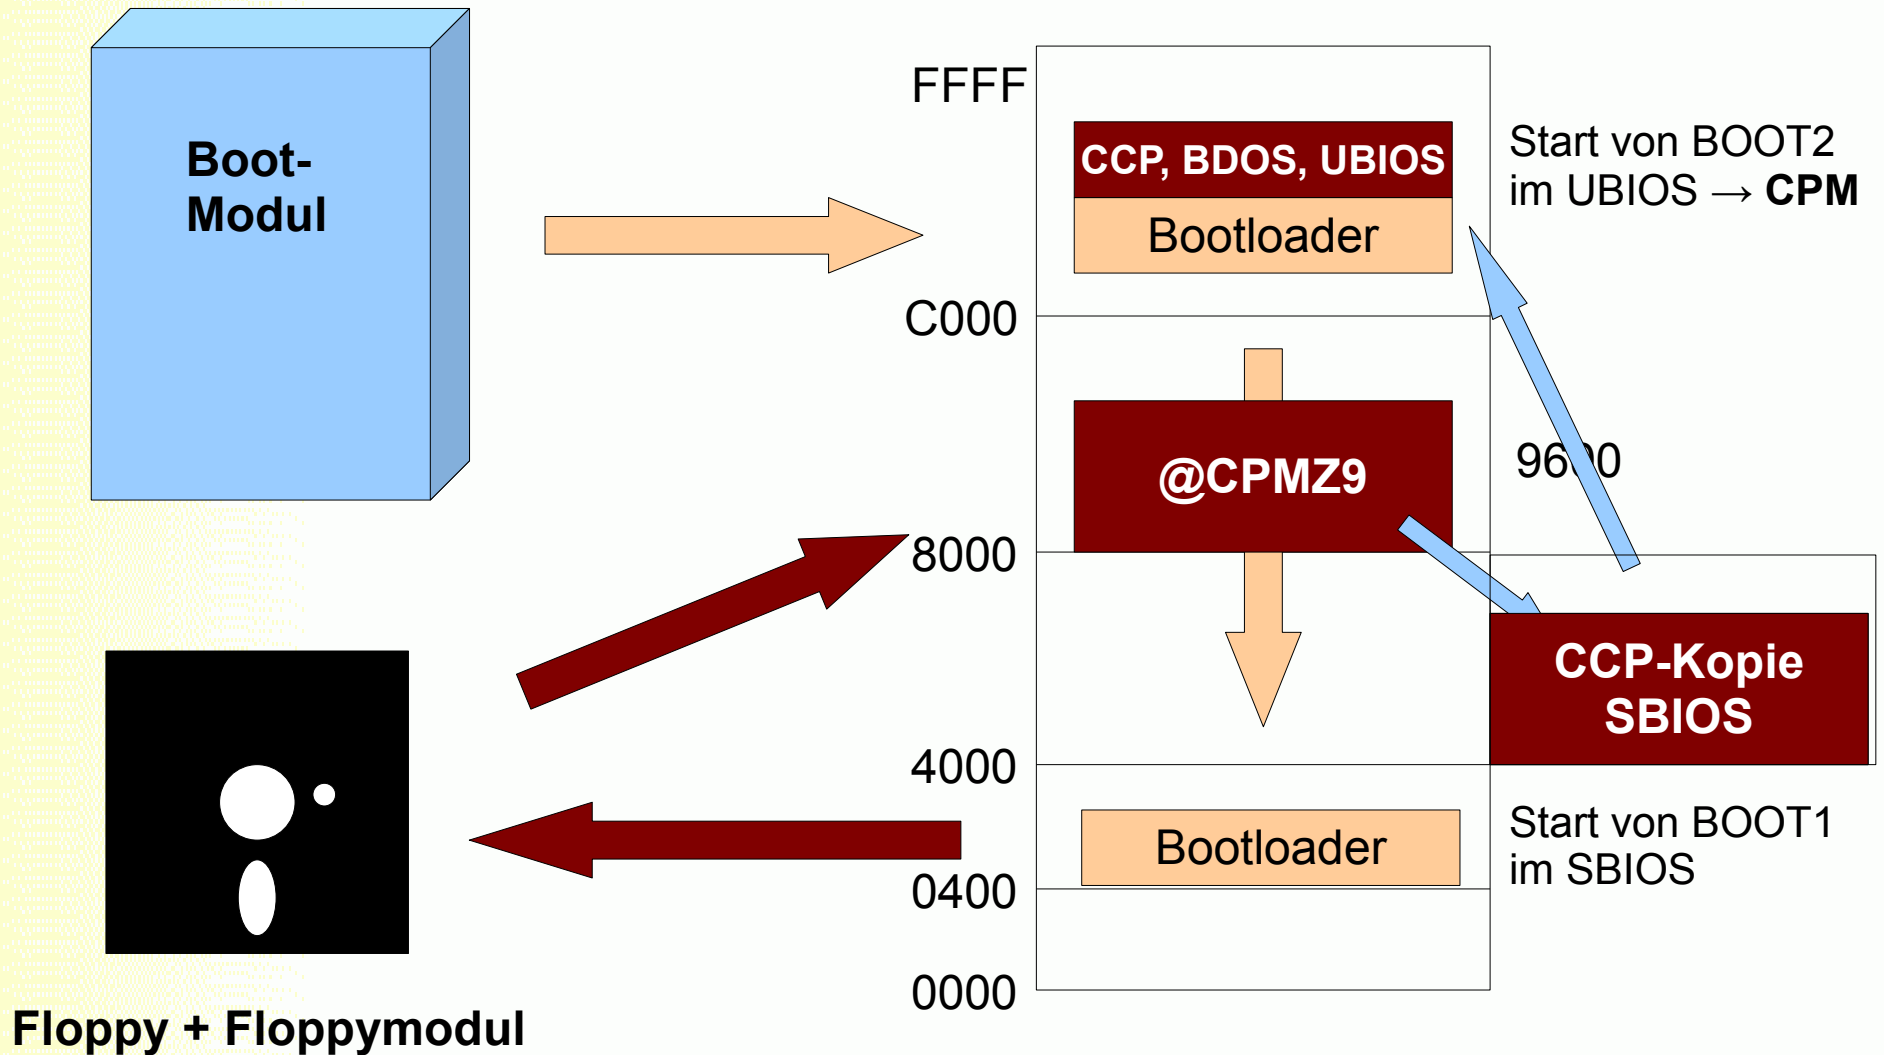 Boot-
Modul
FFFF
CCP, BDOS, UBIOS
Bootloader
Start von BOOT2
im UBIOS → CPM
C000
@CPMZ9
9600
8000
CCP-Kopie
SBIOS
4000
Bootloader
Start von BOOT1
im SBIOS
0400
0000
Floppy + Floppymodul